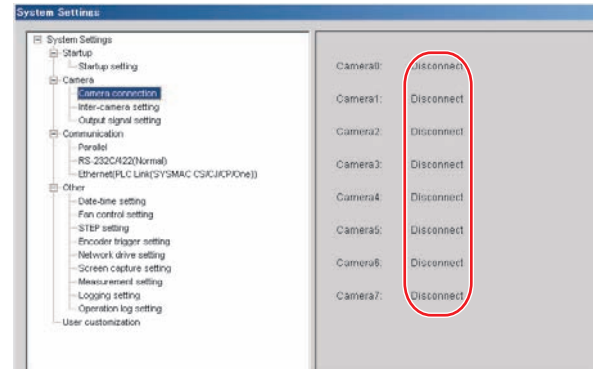 System Settings
System Settings
Startup
Startup setting
Camera
Camera connection
Inter-camera setting
Output signal setting
Communication
Parallel
RS-232C/422(Normal)
Ethernet(PLC Link(SYSMAC CS/CJ/CP/One))
Other
Date-time setting
Fan control setting
STEP setting
Encoder trigger setting
Network drive setting
Screen capture setting
Measurement setting
Logging setting
Operation log setting
User customization
Camera0: Disconnect
Camera1: Disconnect
Camera2: Disconnect
Camera3: Disconnect
Camera4: Disconnect
Camera5: Disconnect
Camera6: Disconnect
Camera7: Disconnect